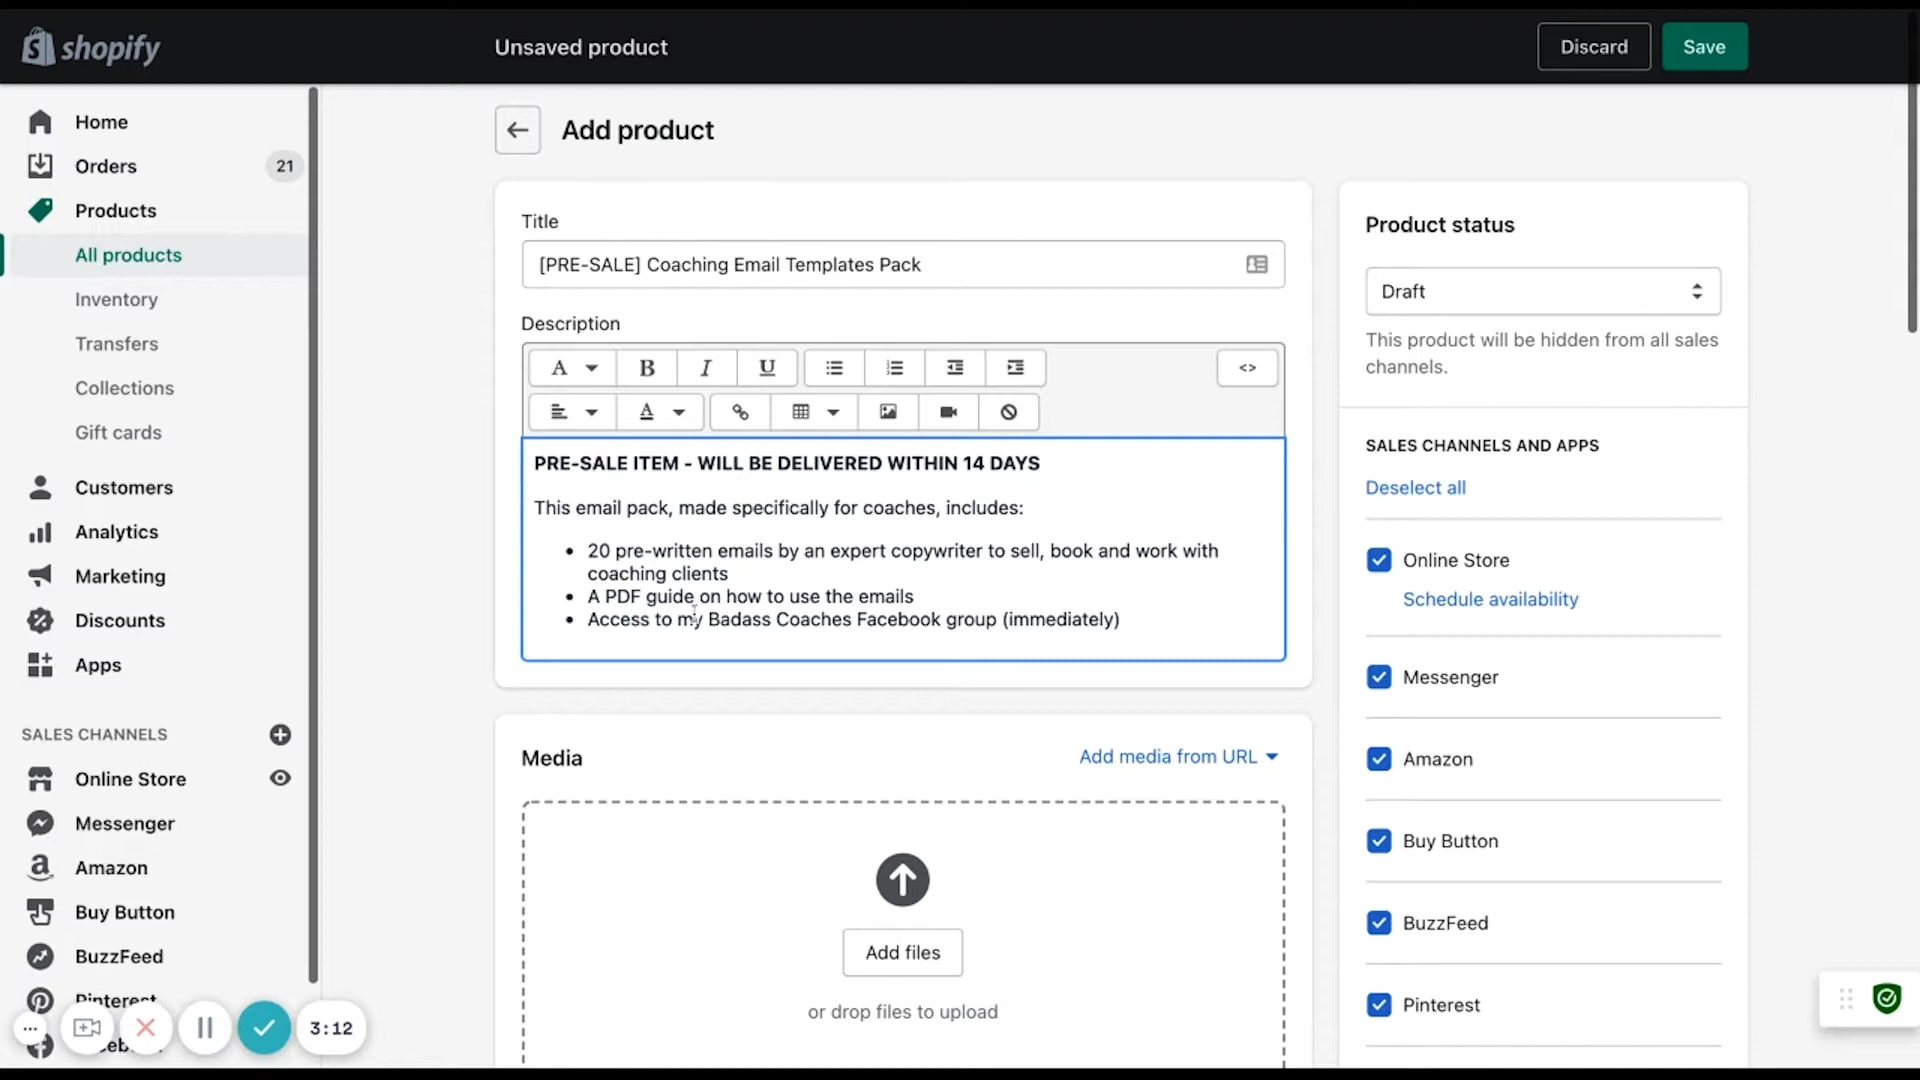 shopify
Unsaved product
Discard
Save
Home
Orders
21
Products
All products
Inventory
Transfers
Collections
Gift cards
Customers
Analytics
Marketing
Discounts
Apps
SALES CHANNELS
Online Store
Messenger
Amazon
Buy Button
BuzzFeed
Pinterest
3:12
Add product
Title
[PRE-SALE] Coaching Email Templates Pack
Description
A
B
I
U
<>
A
PRE-SALE ITEM - WILL BE DELIVERED WITHIN 14 DAYS
This email pack, made specifically for coaches, includes:
• 20 pre-written emails by an expert copywriter to sell, book and work with
coaching clients
• A PDF guide on how to use the emails
• Access to my Badass Coaches Facebook group (immediately)
Media
Add media from URL
Add files
or drop files to upload
Product status
Draft
This product will be hidden from all sales
channels.
SALES CHANNELS AND APPS
Deselect all
Online Store
Schedule availability
Messenger
Amazon
Buy Button
BuzzFeed
Pinterest